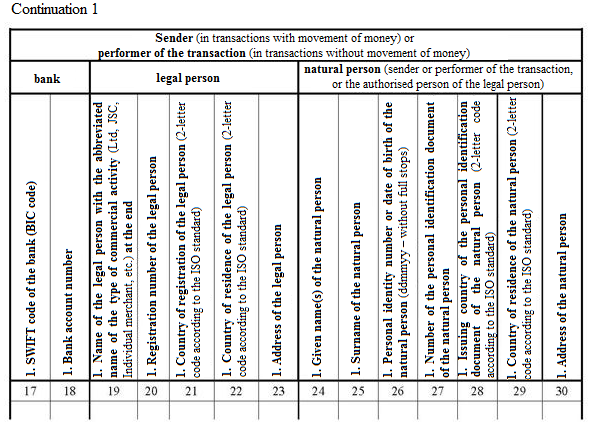 Continuation 1
Sender (in transactions with movement of money) or
performer of the transaction (in transactions without movement of money)
bank
legal person
natural person (sender or performer of the transaction,
or the authorised person of the legal person)
1. SWIFT code of the bank (BIC code)
1. Bank account number
1. Name of the legal person with the abbreviated
name of the type of commercial activity (Ltd, JSC,
Individual merchant, etc.) at the end
1. Registration number of the legal person
1. Country of registration of the legal person (2-letter
code according to the ISO standard)
1. Country of residence of the legal person (2-letter
code according to the ISO standard)
1. Address of the legal person
1. Given name(s) of the natural person
1. Surname of the natural person
1. Personal identity number or date of birth of the
natural person (ddmmyy – without full stops)
1. Number of the personal identification document
of the natural person
1. Issuing country of the personal identification
document of the natural person (2-letter code
according to the ISO standard)
1. Country of residence of the natural person (2-letter
code according to the ISO standard)
1. Address of the natural person
17 18 19 20 21 22 23 24 25 26 27 28 29 30